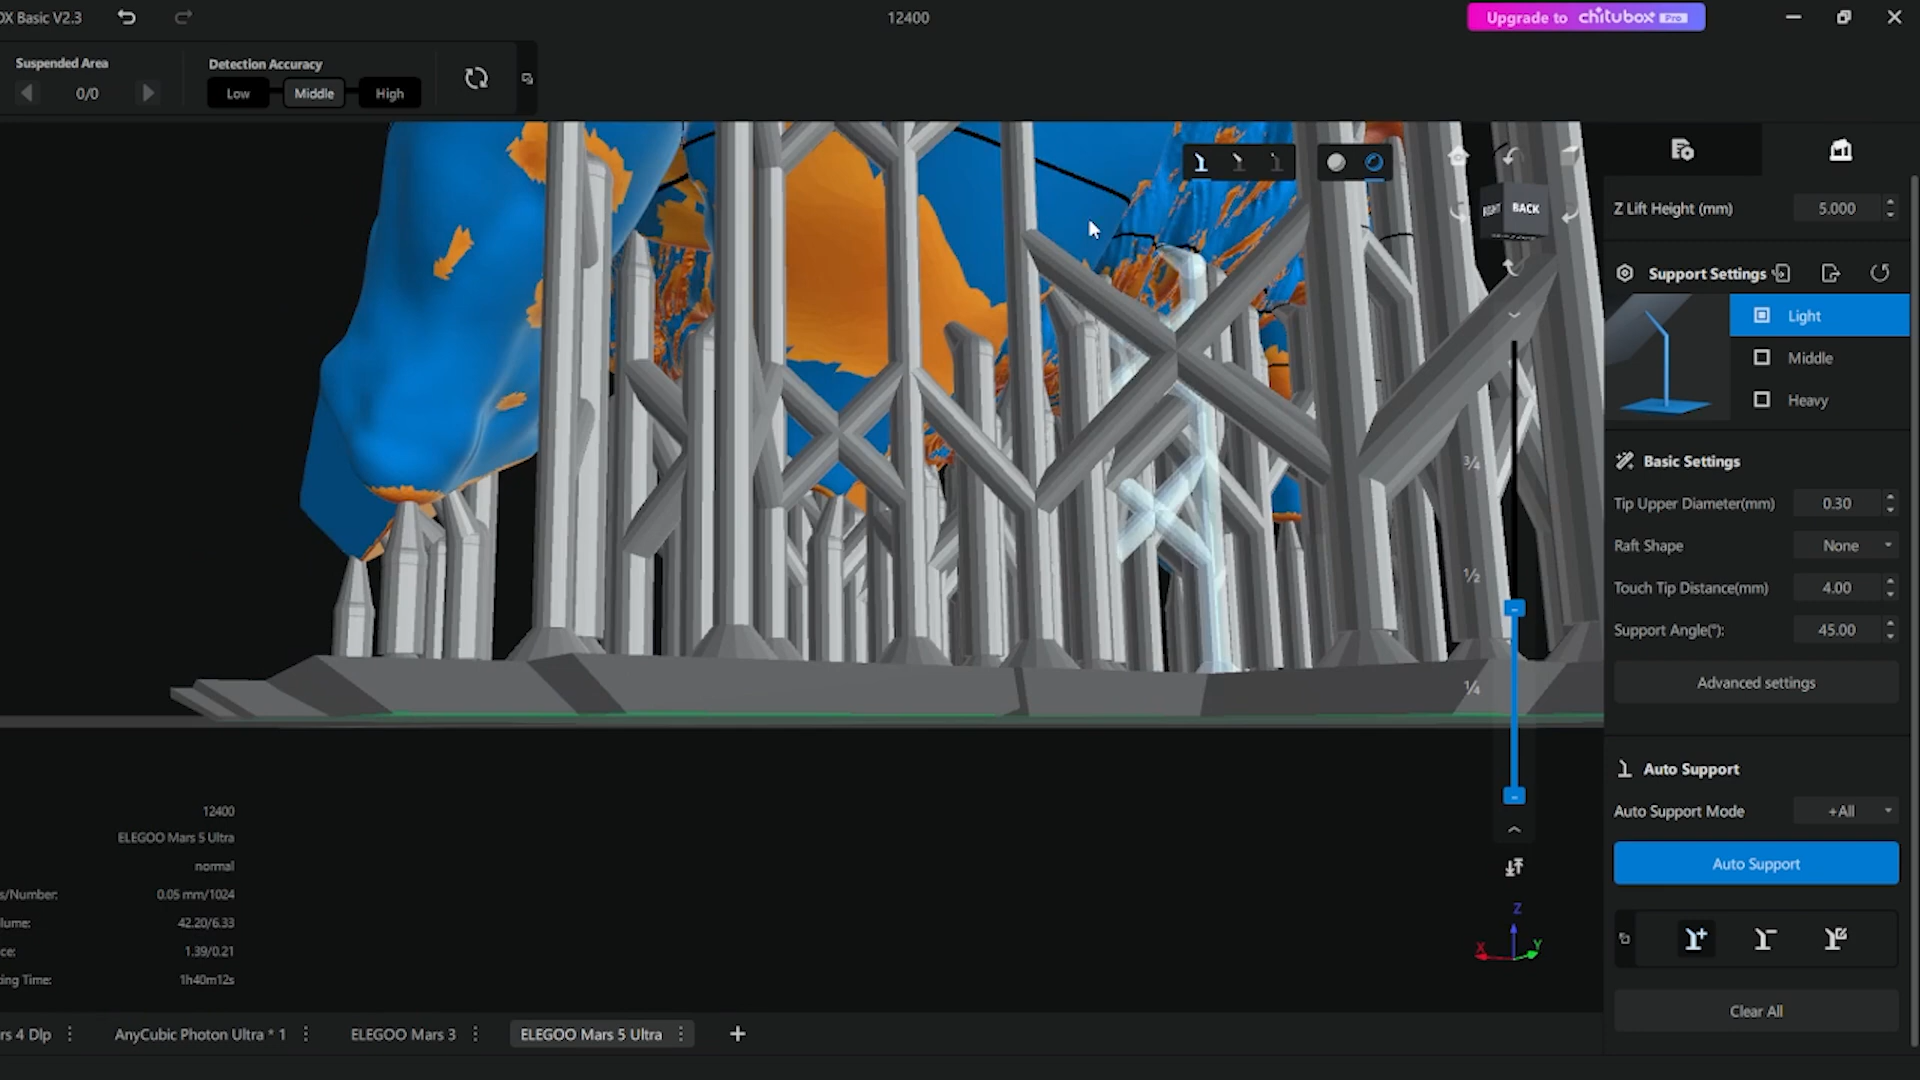 OX Basic V2.3
12400
Upgrade to chitubox Pro
Suspended Area
0/0
Detection Accuracy
Low
Middle
High
BACK
RIGHT
Z Lift Height (mm)
5.000
Support Settings
Light
Middle
Heavy
Basic Settings
Tip Upper Diameter(mm)
0.30
Raft Shape
None
Touch Tip Distance(mm)
4.00
Support Angle(°):
45.00
Advanced settings
¾
½
¼
Auto Support
Auto Support Mode
+All
Auto Support
Clear All
Z
X
Y
12400
ELEGOO Mars 5 Ultra
normal
s/Number:
0.05 mm/1024
lume:
42.20/6.33
ce:
1.39/0.21
ing Time:
1h40m12s
rs 4 Dlp
AnyCubic Photon Ultra * 1
ELEGOO Mars 3
ELEGOO Mars 5 Ultra